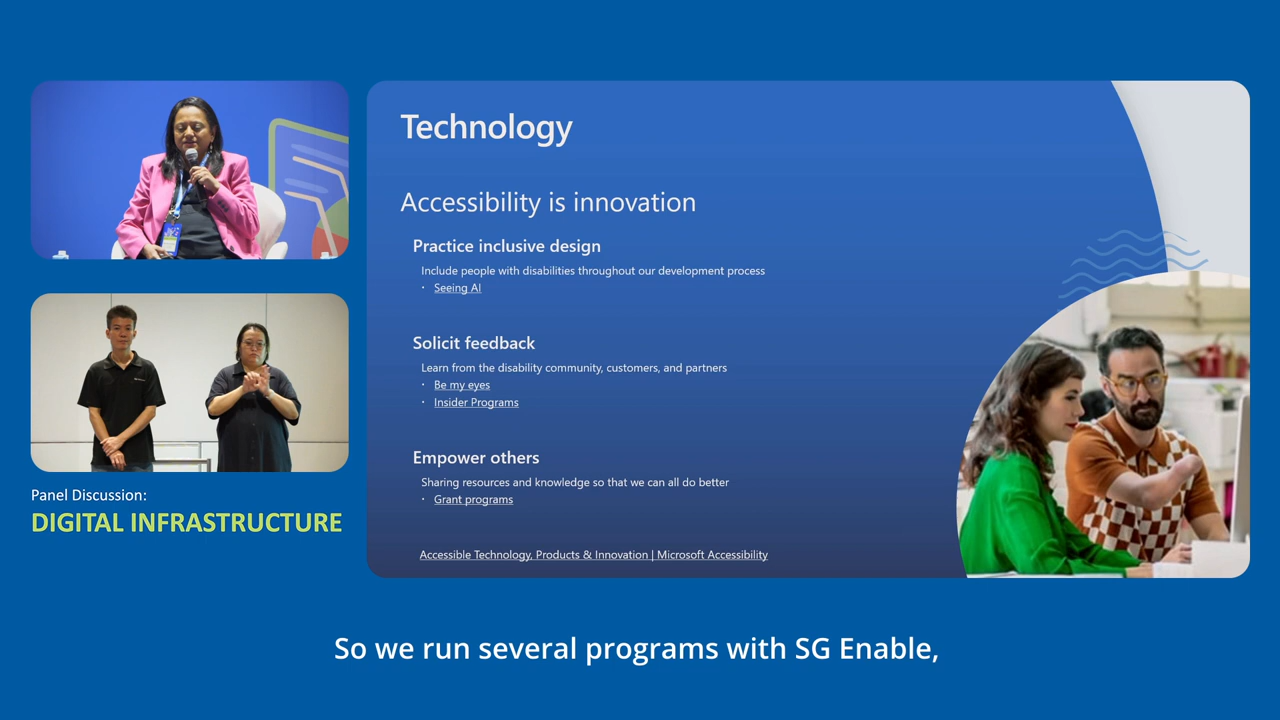 Technology
Accessibility is innovation
Practice inclusive design
Include people with disabilities throughout our development process
· Seeing AI
Solicit feedback
Learn from the disability community, customers, and partners
· Be my eyes
· Insider Programs
Empower others
Sharing resources and knowledge so that we can all do better
· Grant programs
Accessible Technology, Products & Innovation | Microsoft Accessibility
Panel Discussion:
DIGITAL INFRASTRUCTURE
So we run several programs with SG Enable,